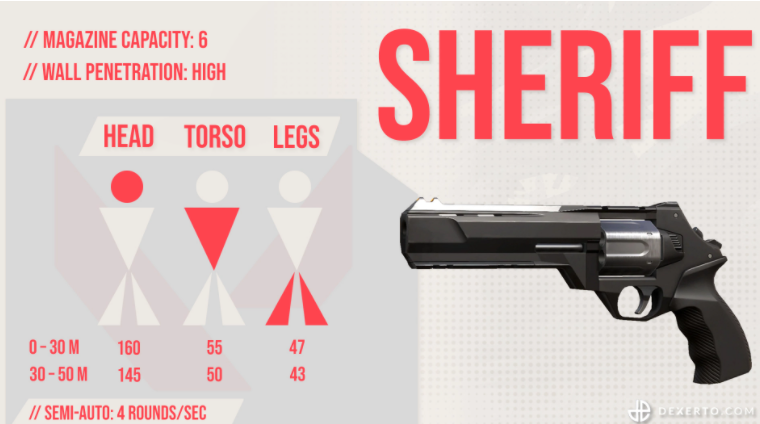 // MAGAZINE CAPACITY: 6
// WALL PENETRATION: HIGH
SHERIFF
HEAD TORSO LEGS
0 – 30 M 160 55 47
30 – 50 M 145 50 43
// SEMI-AUTO: 4 ROUNDS/SEC
DEXERTO.COM